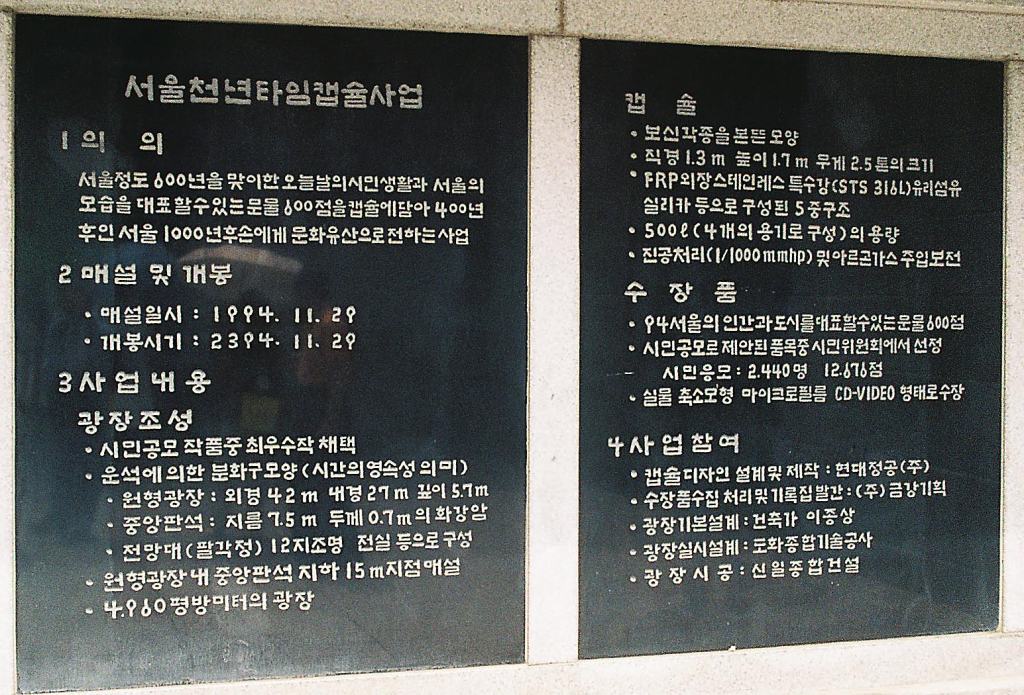 서울천년타임캡슐사업
1 의 의
서울정도 600년을 맞이한 오늘날의 시민생활과 서울의
모습을 대표할 수 있는 문물 600점을 캡슐에 담아 400년
후인 서울 1000년 후손에게 문화유산으로 전하는 사업
2 매설 및 개봉
• 매설일시 : 1994. 11. 29
• 개봉시기 : 2394. 11. 29
3 사업내용
광장조성
• 시민공모 작품중 최우수작 채택
• 운석에 의한 분화구모양 (시간의 영속성 의미)
• 원형광장 : 외경 42 m 내경 27 m 깊이 5.7m
• 중앙판석 : 지름 7.5 m 두께 0.7m의 화강암
• 전망대 (팔각정) 12지조명 전실 등으로 구성
• 원형광장내 중앙판석 지하 15m지점매설
• 4.960평방미터의 광장
캡 슐
• 보신각종을 본뜬 모양
• 직경 1.3 m 높이 1.7 m 무게 2.5 톤의 크기
• FRP외장 스테인레스 특수강(STS 316L)유리섬유
실리카 등으로 구성된 5중구조
• 500ℓ(4개의 용기로 구성)의 용량
• 진공처리(1/1000mmhp) 및 아르곤가스 주입보전
수 장 품
• 94서울의 인간과 도시를 대표할 수 있는 문물 600점
• 시민공모로 제안된 품목중 시민위원회에서 선정
시민응모 : 2.440명 12.676점
• 실물 축소모형 마이크로필름 CD-VIDEO 형태로 수장
4 사업참여
• 캡슐디자인 설계및 제작 : 현대정공(주)
• 수장품수집 처리및 기록집발간 : (주) 금강기획
• 광장기본설계 : 건축가 이종상
• 광장실시설계 : 도화종합기술공사
• 광 장 시 공 : 신일종합건설